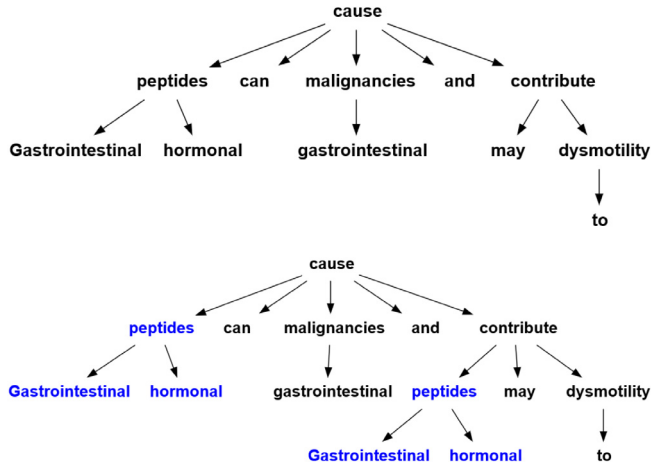 cause
peptides can malignancies and contribute
Gastrointestinal hormonal gastrointestinal may dysmotility
to
cause
peptides can malignancies and contribute
Gastrointestinal hormonal gastrointestinal peptides may dysmotility
Gastrointestinal hormonal to